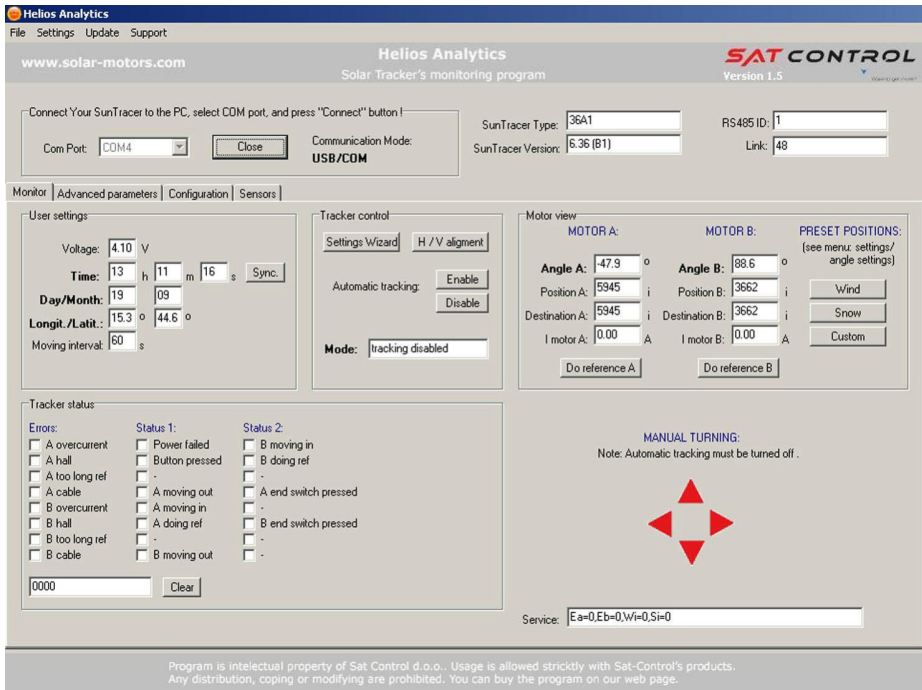 Helios Analytics
File Settings Update Support
www.solar-motors.com
Helios Analytics
Solar Tracker's monitoring program
SAT CONTROL
Version 1.5
Connect Your SunTracer to the PC, select COM port, and press "Connect" button !
Com Port: COM4 Close
Communication Mode:
USB/COM
SunTracer Type: 36A1
SunTracer Version: 6.36 (B1)
RS485 ID: 1
Link: 48
Monitor Advanced parameters Configuration Sensors
User settings
Voltage: 4.10 V
Time: 13 h 11 m 16 s Sync.
Day/Month: 19 09
Longit./Latit.: 15.3 º 44.6 º
Moving interval: 60 s
Tracker control
Settings Wizard H / V aligment
Automatic tracking: Enable
Disable
Mode: tracking disabled
Motor view
MOTOR A:
Angle A: -47.9 º
Position A: 5945 i
Destination A: 5945 i
I motor A: 0.00 A
Do reference A
MOTOR B:
Angle B: 88.6 º
Position B: 3662 i
Destination B: 3662 i
I motor B: 0.00 A
Do reference B
PRESET POSITIONS:
(see menu: settings/
angle settings)
Wind
Snow
Custom
Tracker status
Errors:
A overcurrent
A hall
A too long ref
A cable
B overcurrent
B hall
B too long ref
B cable
Status 1:
Power failed
Button pressed
-
A moving out
A moving in
A doing ref
-
B moving out
Status 2:
B moving in
B doing ref
-
A end switch pressed
-
B end switch pressed
-
-
0000 Clear
MANUAL TURNING:
Note: Automatic tracking must be turned off .
Service: Ea=0,Eb=0,Wi=0,Si=0
Program is intelectual property of Sat Control d.o.o.. Usage is allowed stricktly with Sat-Control's products.
Any distribution, coping or modifying are prohibited. You can buy the program on our web page.